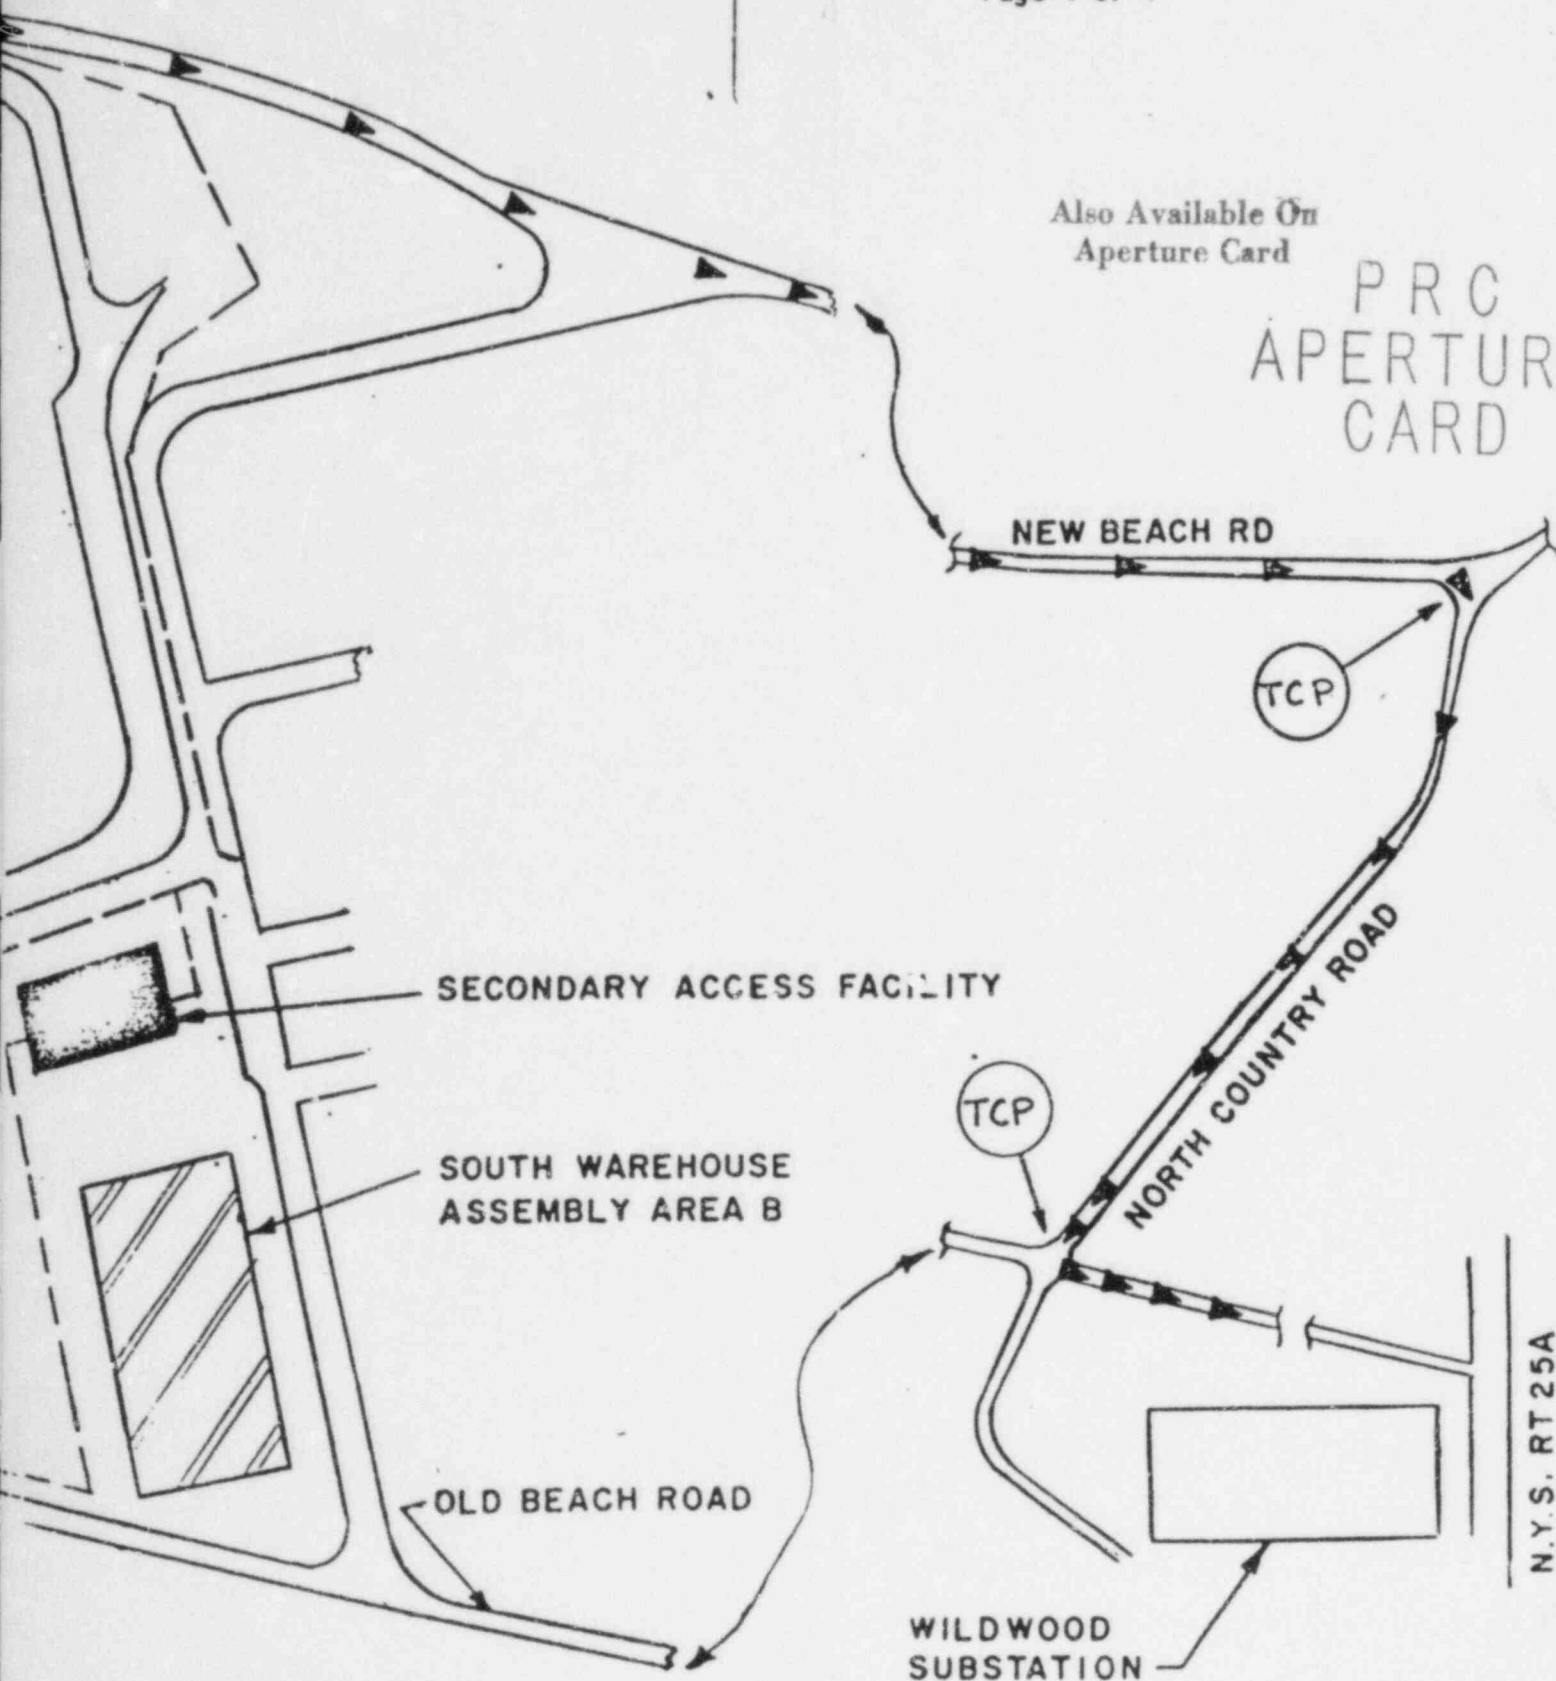 Also Available On
Aperture Card
PRC
APERTUR
CARD
NEW BEACH RD
TCP
SECONDARY ACCESS FACILITY
NORTH COUNTRY ROAD
TCP
SOUTH WAREHOUSE
ASSEMBLY AREA B
OLD BEACH ROAD
N.Y.S. RT 25A
WILDWOOD
SUBSTATION